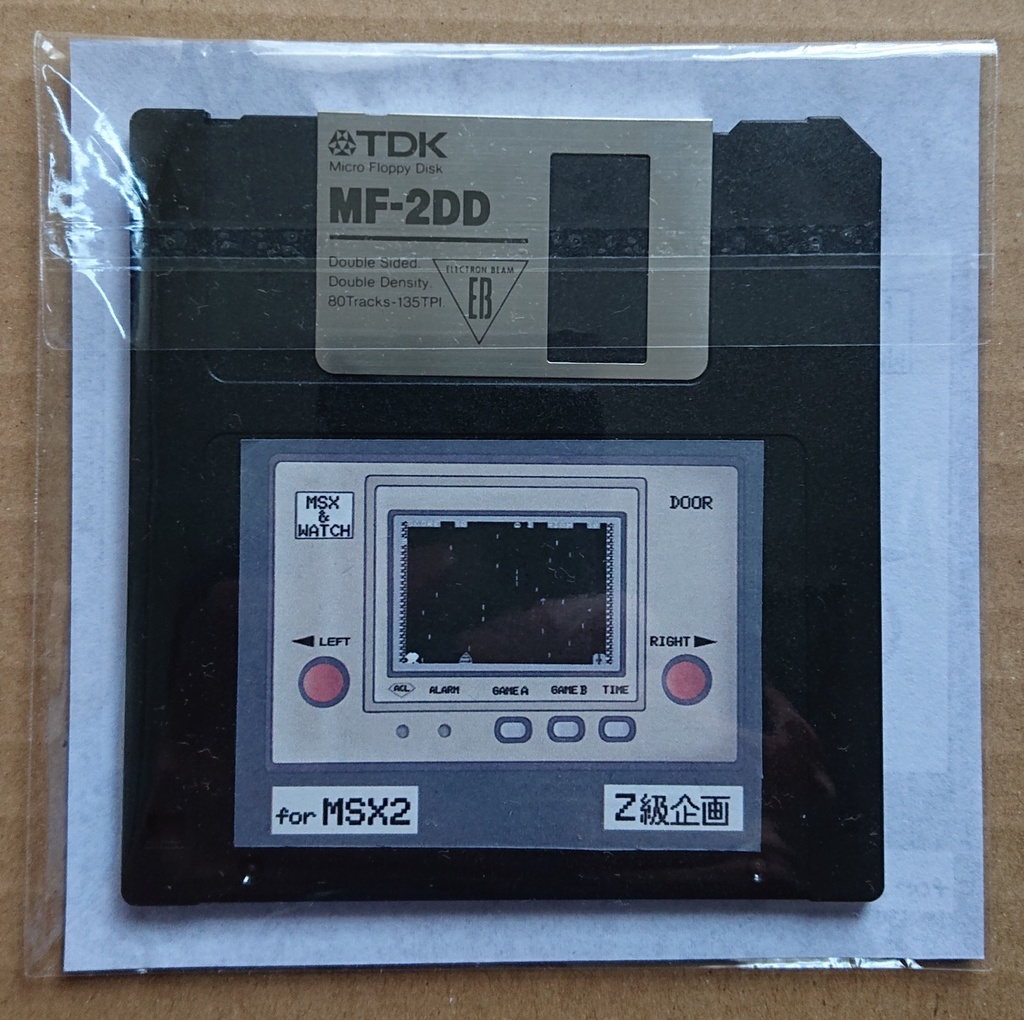 TDK
Micro Floppy Disk
MF-2DD
Double Sided
Double Density.
80Tracks-135TPI.
ELECTRON BEAM
EB
MSX
&
WATCH
DOOR
◀ LEFT
RIGHT ▶
ACL
ALARM
GAME A
GAME B
TIME
for MSX2
Z級企画